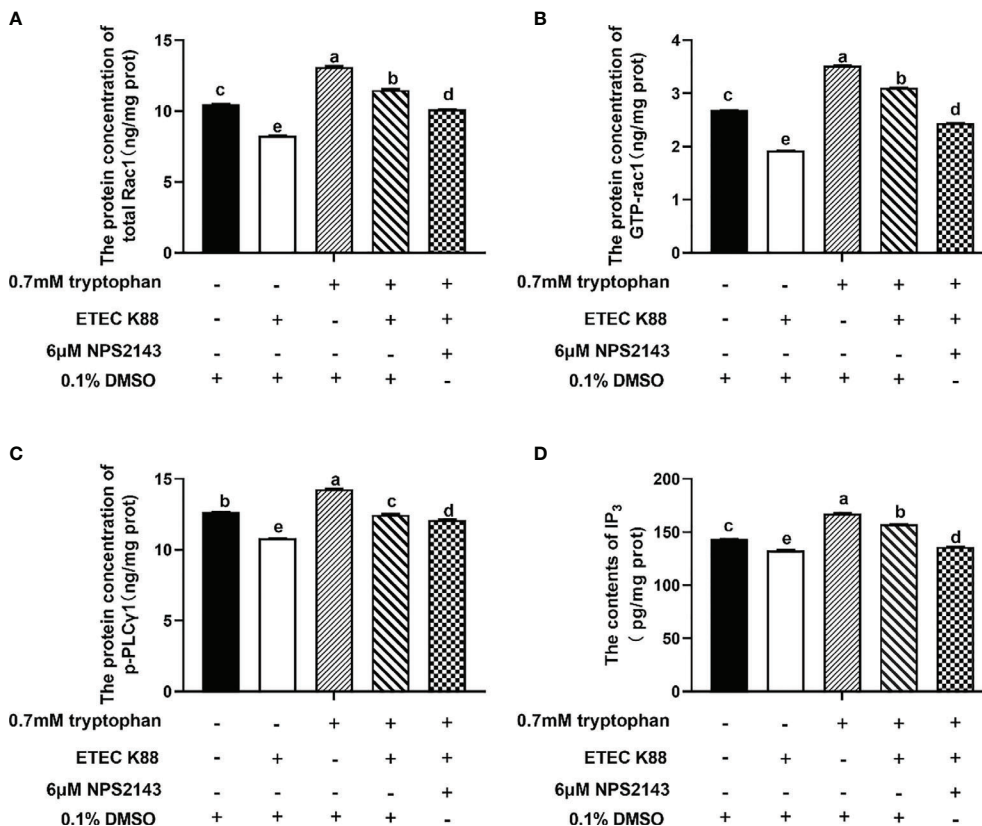 A
The protein concentration of
total Rac1（ng/mg prot)
15
10
5
0
c
e
a
b
d
0.7mM tryptophan - - + + +
ETEC K88 - + - + +
6μM NPS2143 - - - - +
0.1% DMSO + + + + -
B
The protein concentration of
GTP-rac1（ng/mg prot)
4
3
2
1
0
c
e
a
b
d
0.7mM tryptophan - - + + +
ETEC K88 - + - + +
6μM NPS2143 - - - - +
0.1% DMSO + + + + -
C
The protein concentration of
p-PLCγ1（ng/mg prot)
15
10
5
0
b
e
a
c
d
0.7mM tryptophan - - + + +
ETEC K88 - + - + +
6μM NPS2143 - - - - +
0.1% DMSO + + + + -
D
The contents of IP₃
（ pg/mg prot)
200
150
100
50
0
c
e
a
b
d
0.7mM tryptophan - - + + +
ETEC K88 - + - + +
6μM NPS2143 - - - - +
0.1% DMSO + + + + -